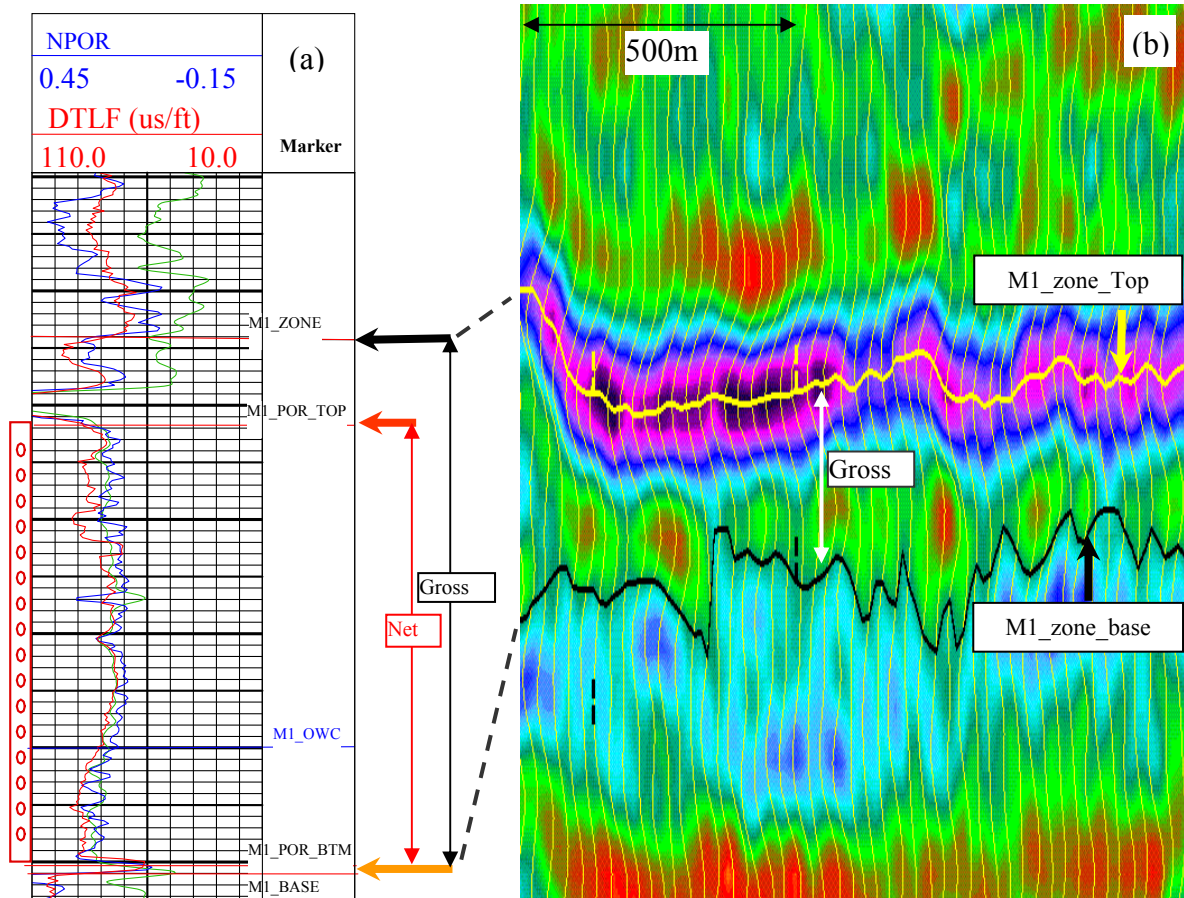 NPOR
(a)
0.45 -0.15
DTLF (us/ft)
Marker
110.0 10.0
M1_ZONE
M1_POR_TOP
Gross
Net
M1_OWC
M1_POR_BTM
M1_BASE
500m
(b)
M1_zone_Top
Gross
M1_zone_base